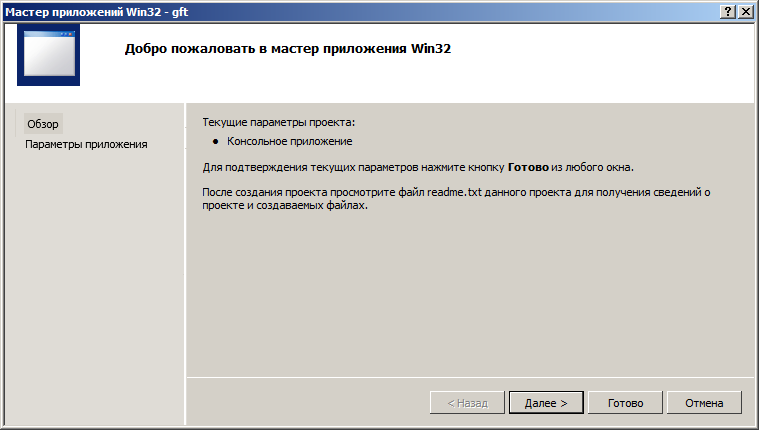 Мастер приложений Win32 - gft
Добро пожаловать в мастер приложения Win32
Обзор
Параметры приложения
Текущие параметры проекта:
● Консольное приложение
Для подтверждения текущих параметров нажмите кнопку Готово из любого окна.
После создания проекта просмотрите файл readme.txt данного проекта для получения сведений о
проекте и создаваемых файлах.
< Назад
Далее >
Готово
Отмена